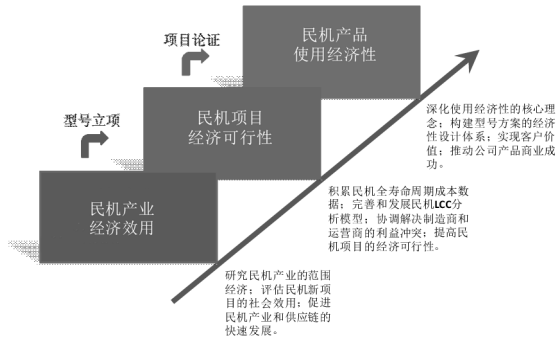 民机产品
使用经济性
项目论证
民机项目
经济可行性
型号立项
民机产业
经济效用
深化使用经济性的核心理
念；构建型号方案的经济
性设计体系；实现客户价
值；推动公司产品商业成
功。
积累民机全寿命周期成本数
据；完善和发展民机LCC分
析模型；协调解决制造商和
运营商的利益冲突；提高民
机项目的经济可行性。
研究民机产业的范围
经济；评估民机新项
目的社会效用；促进
民机产业和供应链的
快速发展。